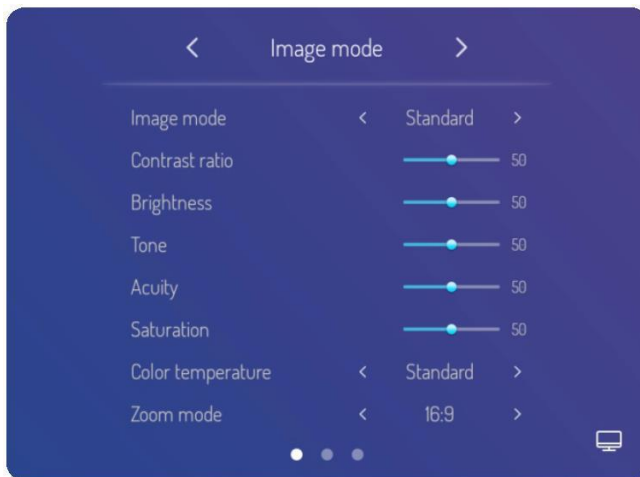 Image mode
Image mode Standard
Contrast ratio 50
Brightness 50
Tone 50
Acuity 50
Saturation 50
Color temperature Standard
Zoom mode 16:9